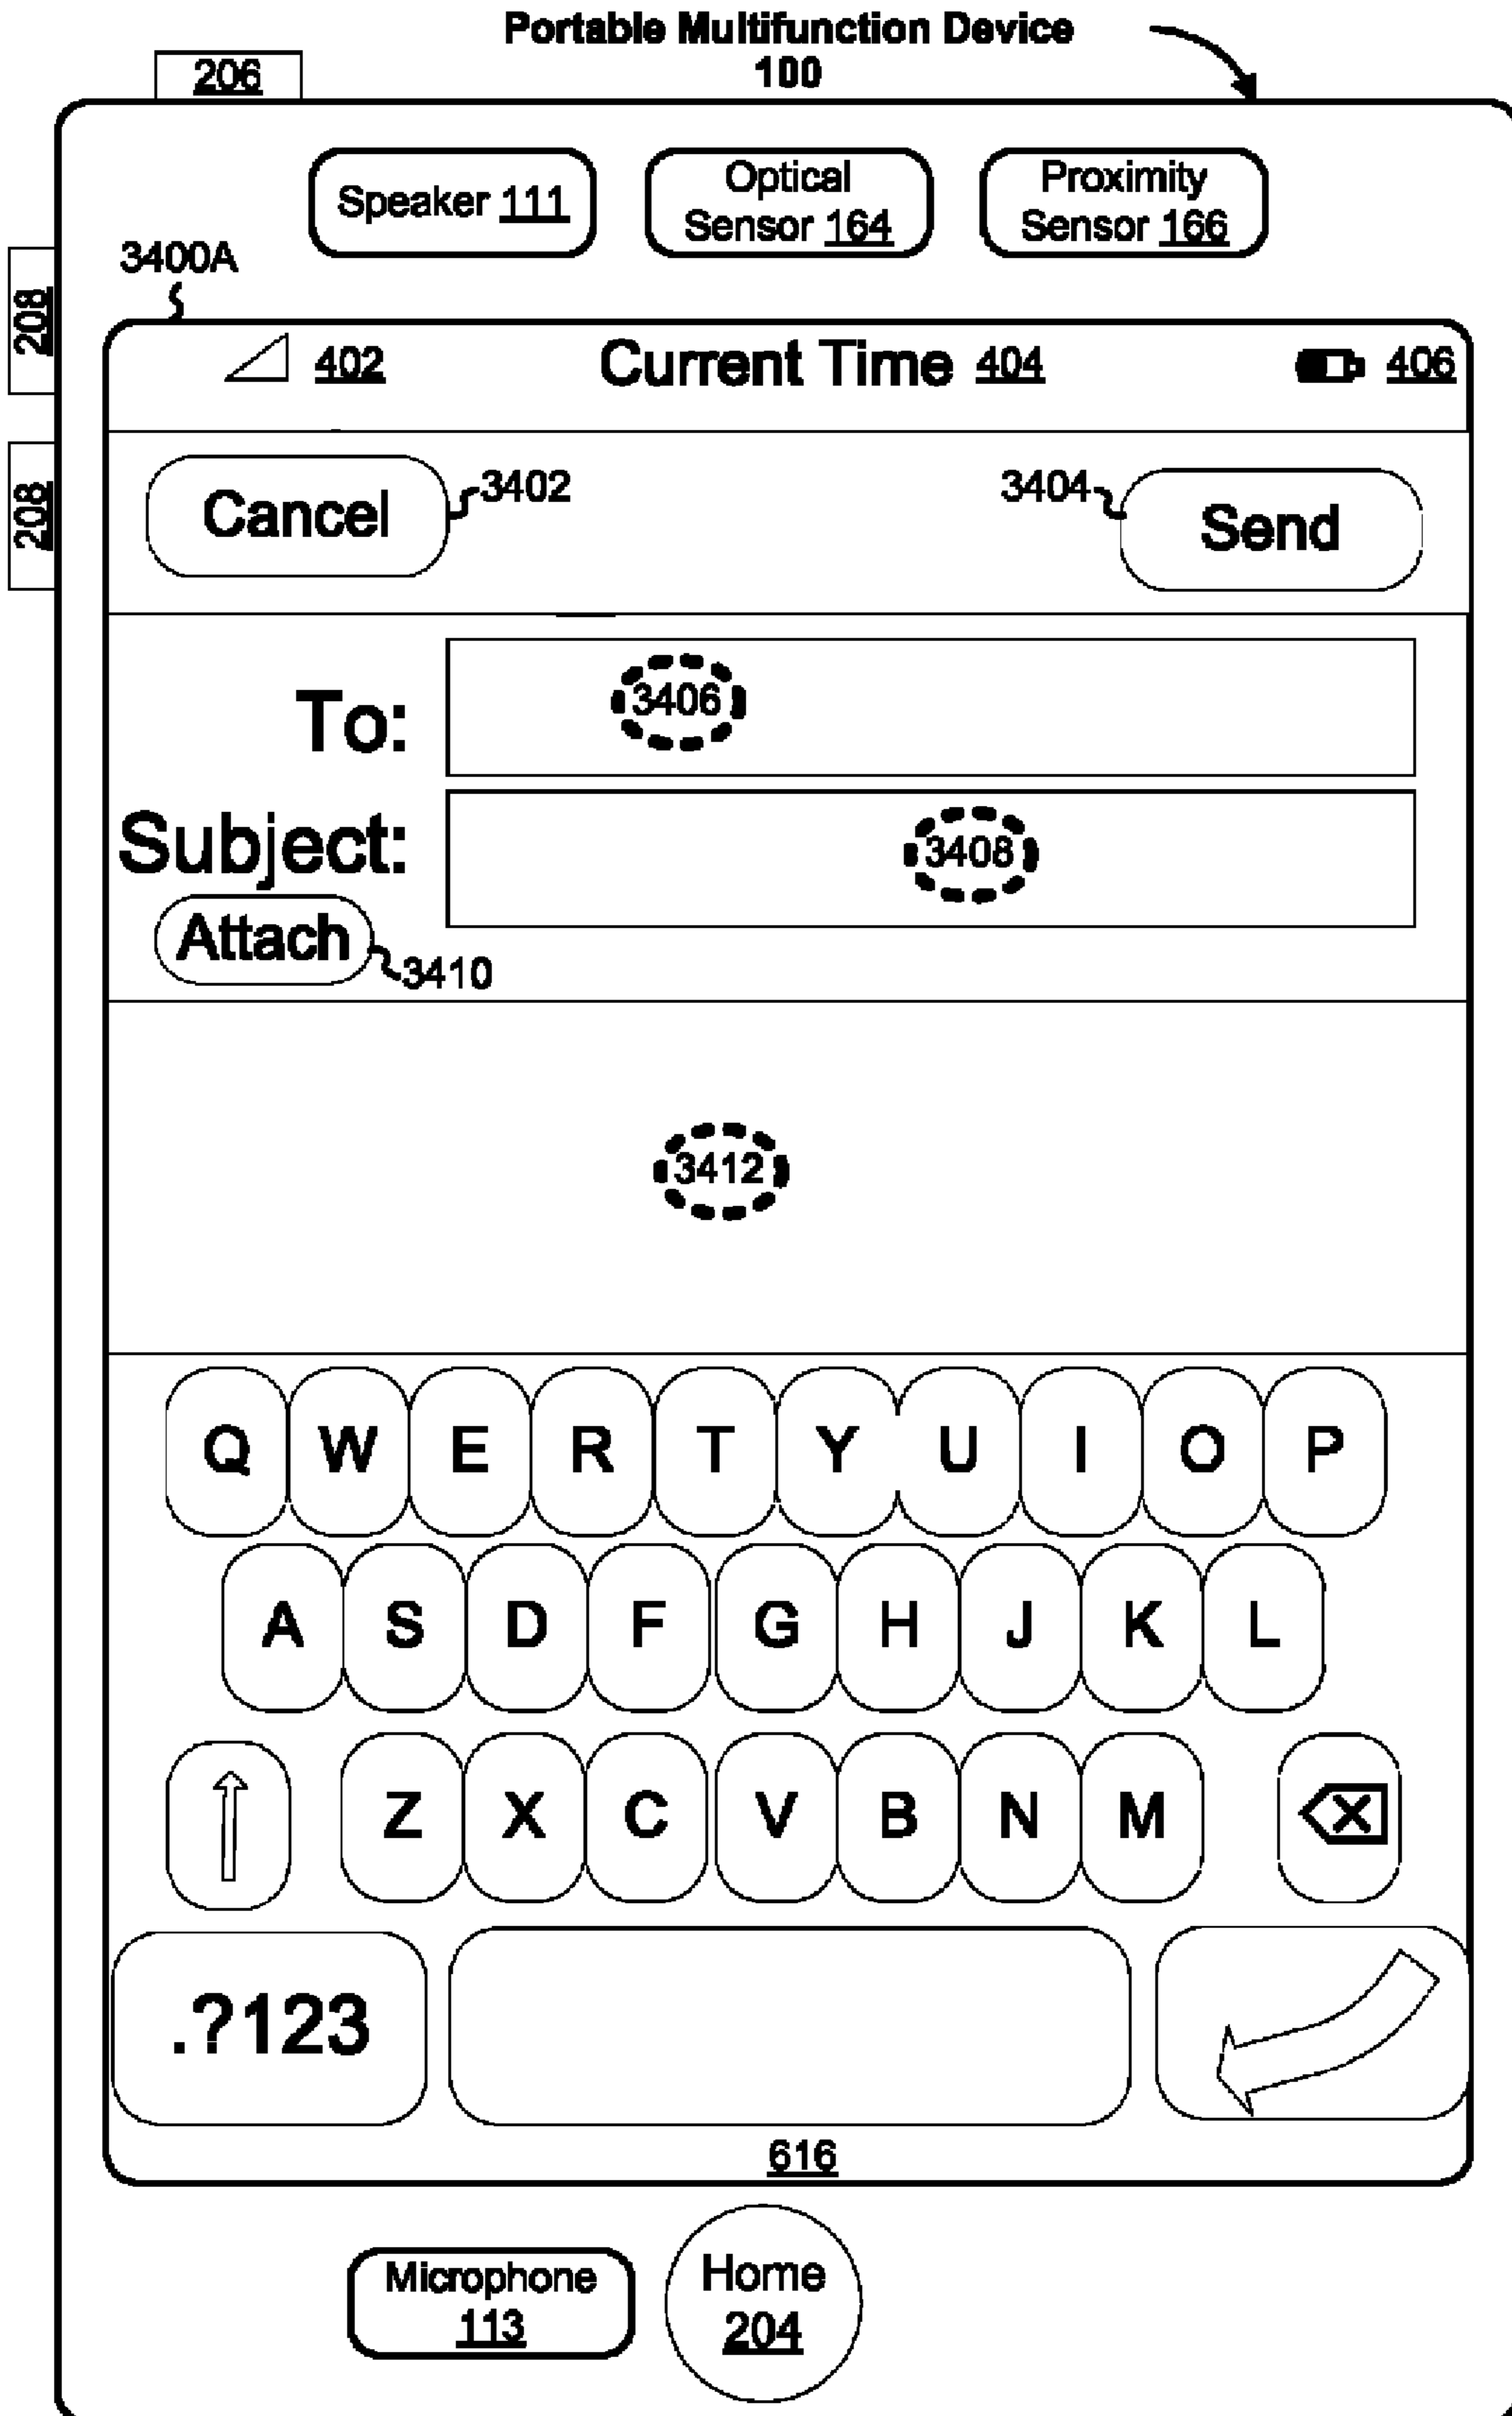 Portable Multifunction Device
100
206
Speaker 111
Optical
Sensor 164
Proximity
Sensor 166
3400A
208
208
402
Current Time 404
406
Cancel
3402
3404
Send
To:
3406
Subject:
3408
Attach
3410
3412
Q W E R T Y U I O P
A S D F G H J K L
Z X C V B N M
.?123
616
Microphone
113
Home
204